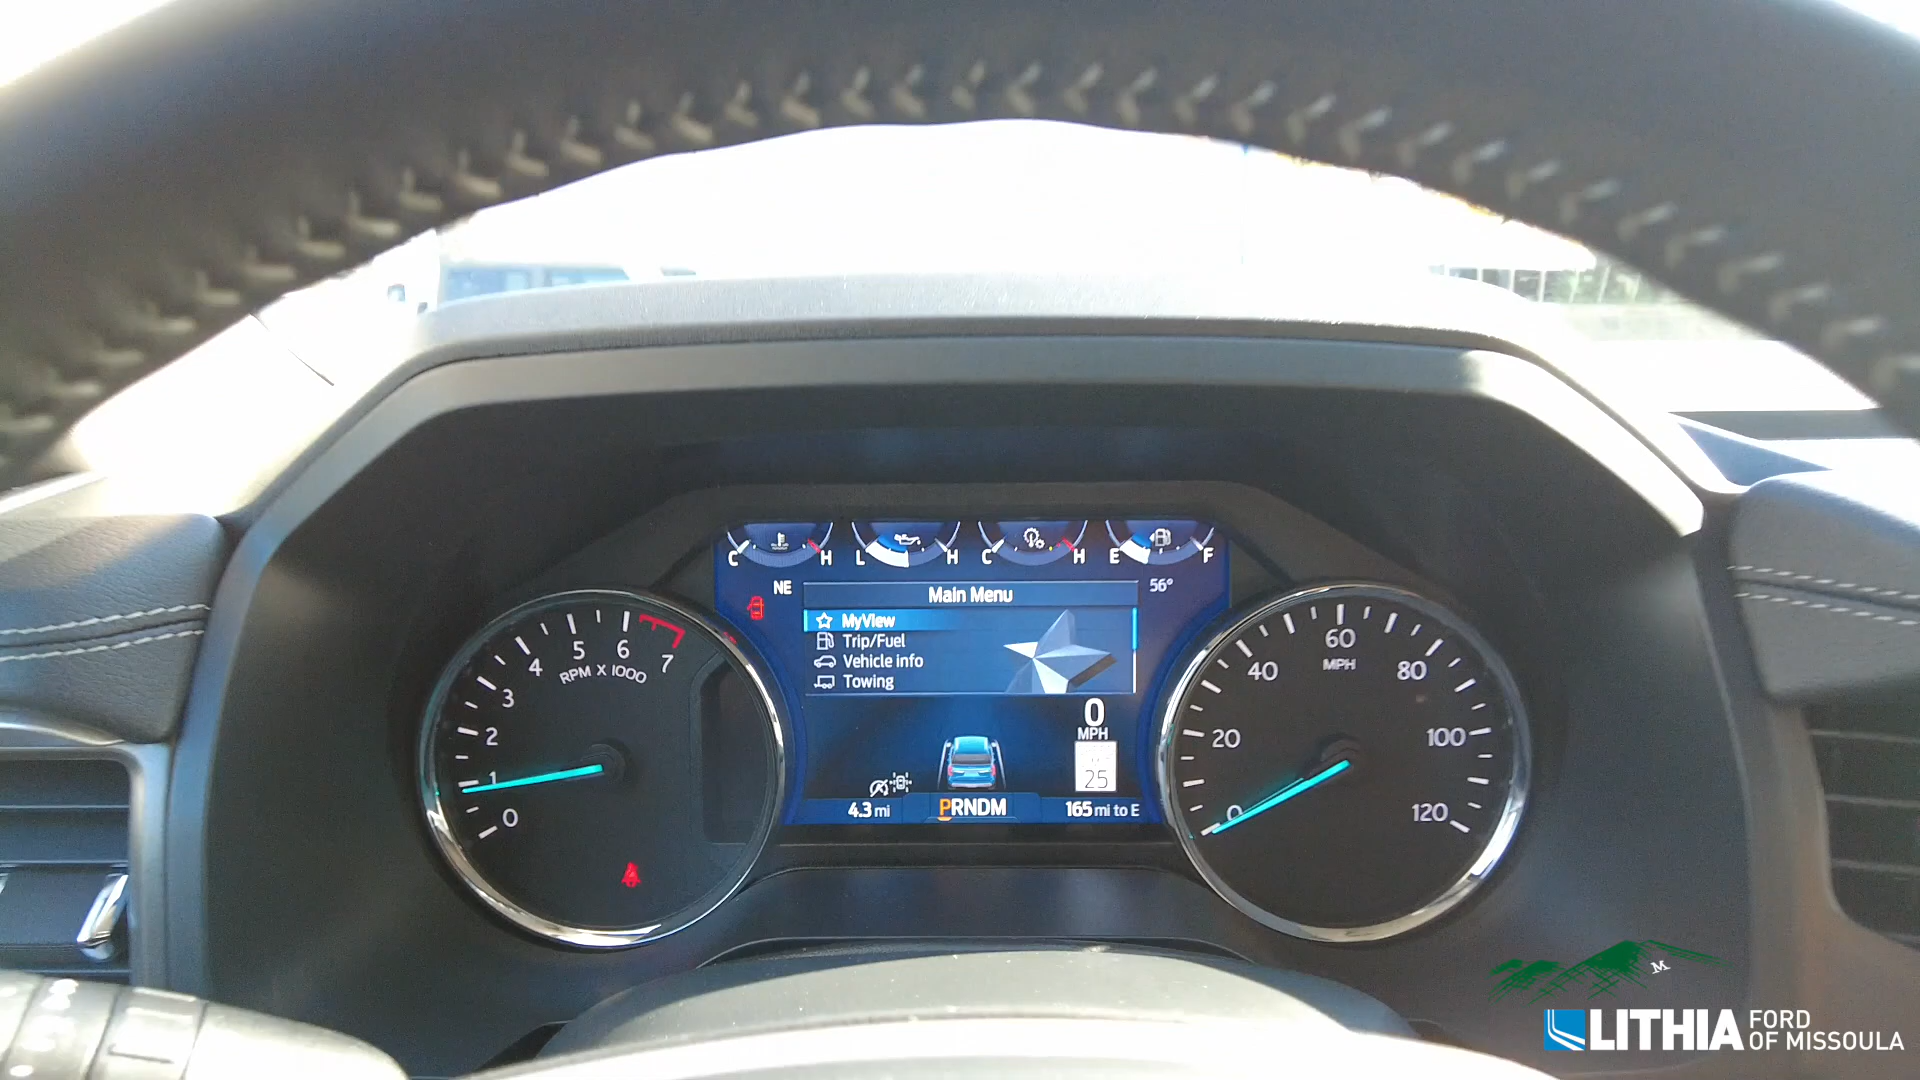 C H L H C H E F
NE
56°
Main Menu
MyView
Trip/Fuel
Vehicle info
Towing
0
MPH
25
4.3 mi
PRNDM
165 mi to E
0 1 2 3 4 5 6 7
RPM X 1000
0 20 40 60 80 100 120
MPH
M
LITHIA FORD
OF MISSOULA